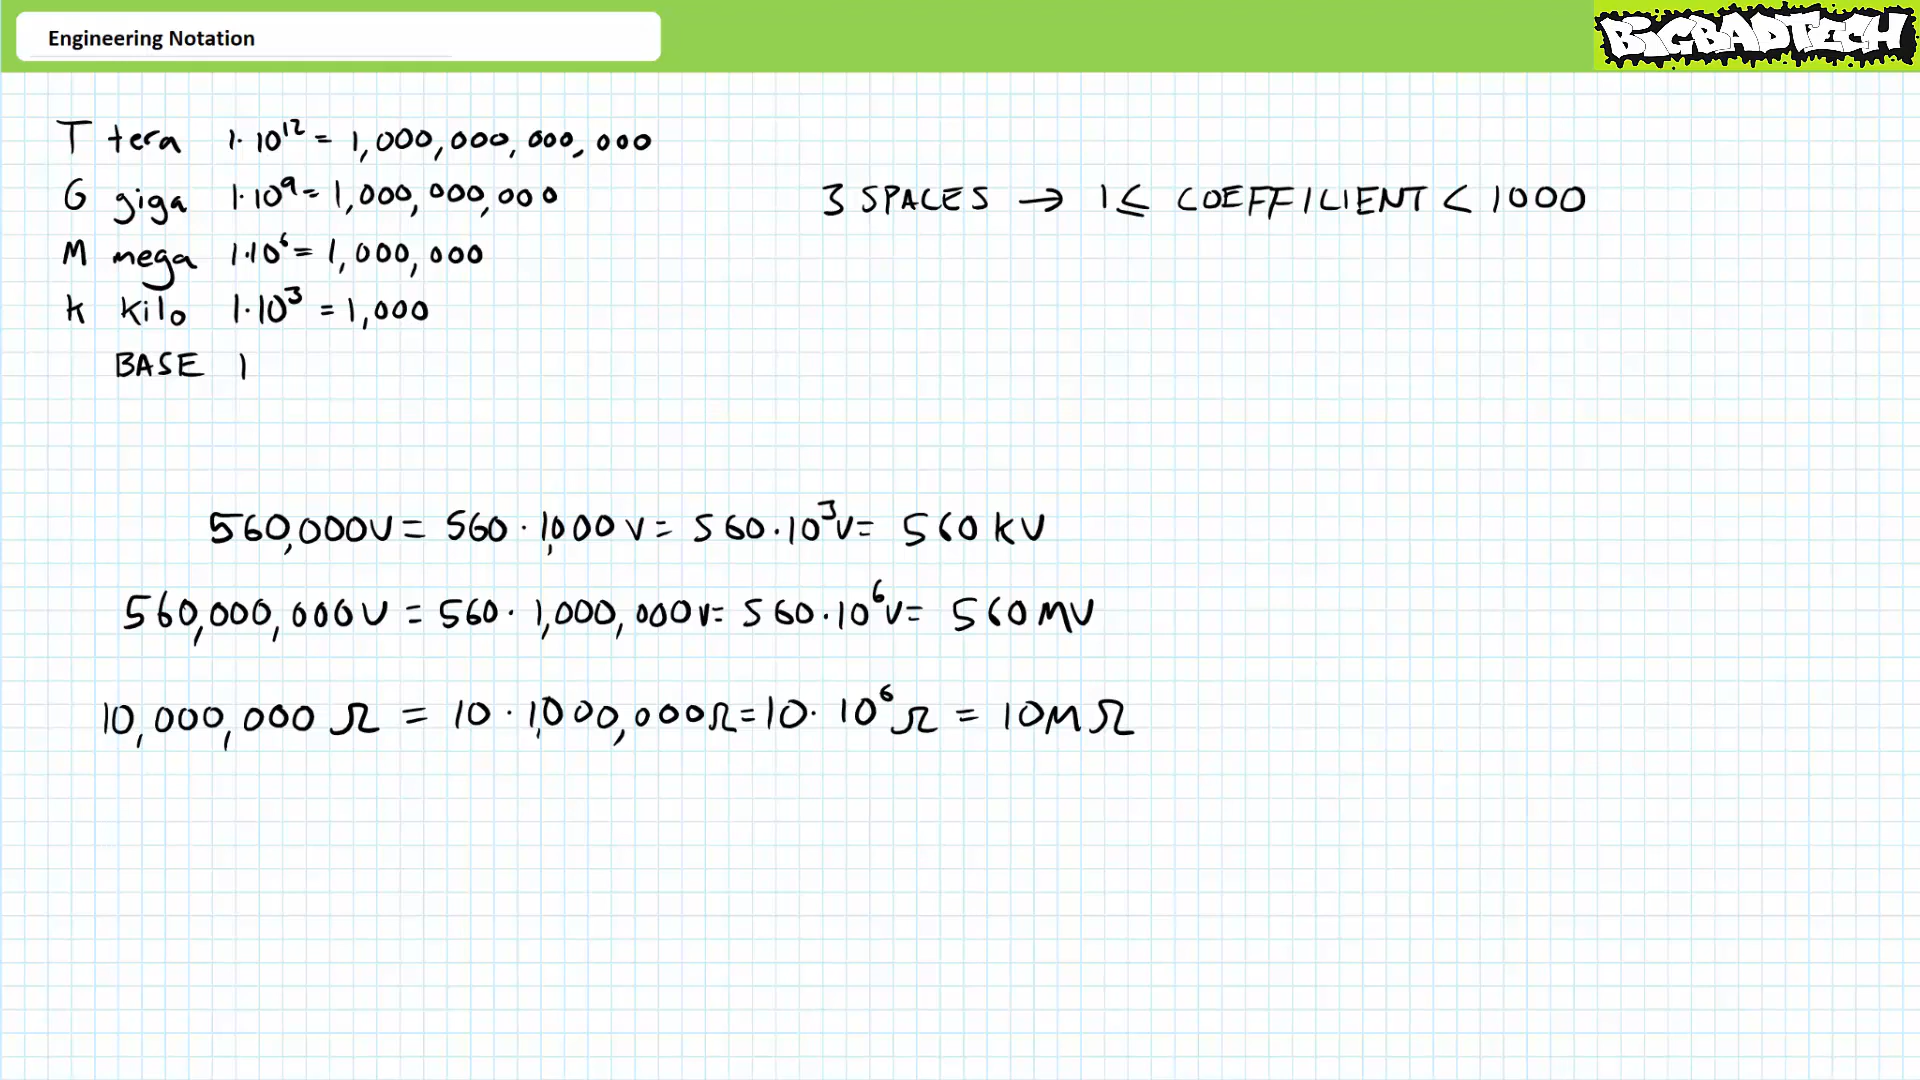 Engineering Notation
BIGBADTECH
T tera 1·10¹² = 1,000,000,000,000
G giga 1·10⁹ = 1,000,000,000
M mega 1·10⁶ = 1,000,000
k kilo 1·10³ = 1,000
BASE 1
3 SPACES → 1 ≤ COEFFILIENT < 1000
560,000V = 560 · 1,000 V = 560·10³V = 560 kV
560,000,000V = 560 · 1,000,000V = 560·10⁶V = 560 MV
10,000,000 Ω = 10 · 1,000,000Ω = 10· 10⁶ Ω = 10MΩ